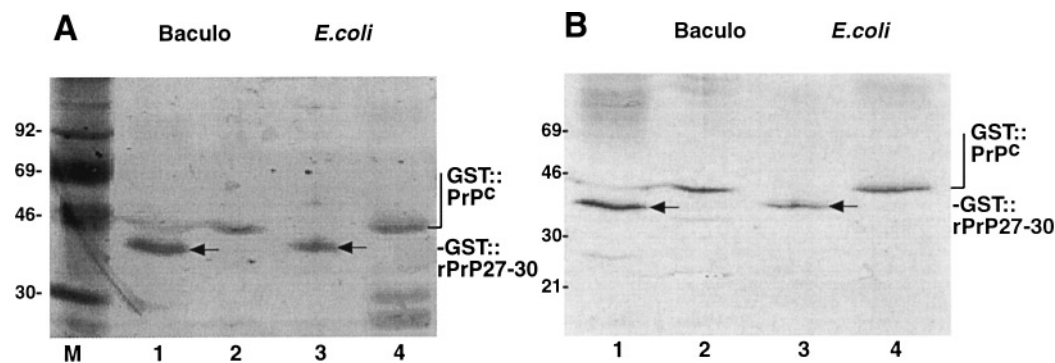 A
Baculo
E.coli
92-
69-
46-
30-
GST::
PrPᶜ
-GST::
rPrP27-30
M 1 2 3 4
B
Baculo
E.coli
69-
46-
30-
21-
GST::
PrPᶜ
-GST::
rPrP27-30
1 2 3 4